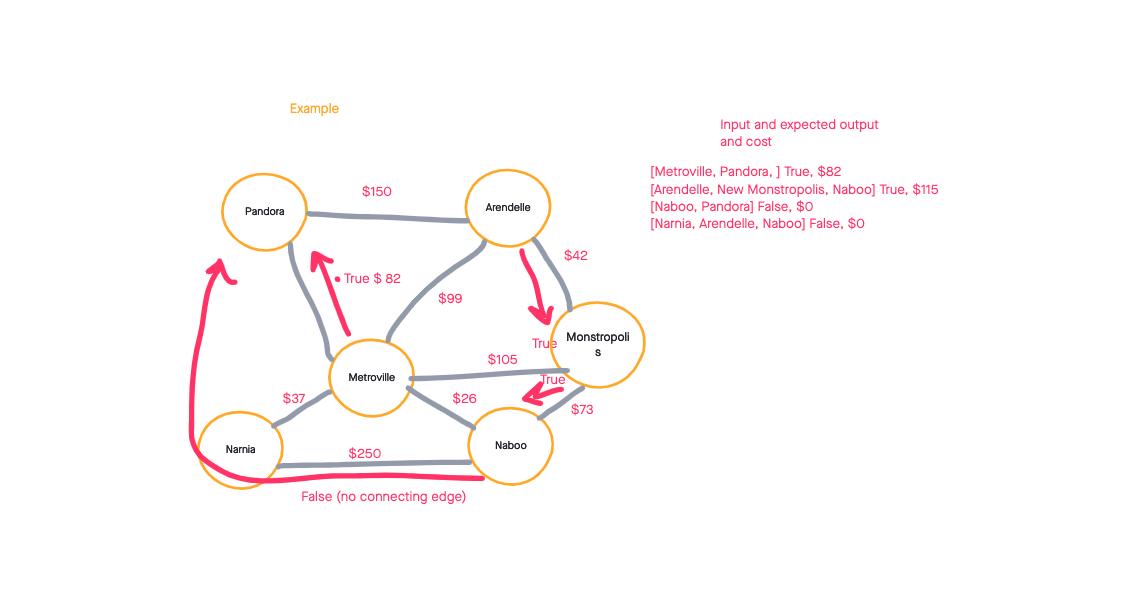 Example
Input and expected output
and cost
[Metroville, Pandora, ] True, $82
[Arendelle, New Monstropolis, Naboo] True, $115
[Naboo, Pandora] False, $0
[Narnia, Arendelle, Naboo] False, $0
$150
Pandora
Arendelle
$42
• True $ 82
$99
Monstropoli
s
True
$105
Metroville
True
$37
$26
$73
Narnia
$250
Naboo
False (no connecting edge)